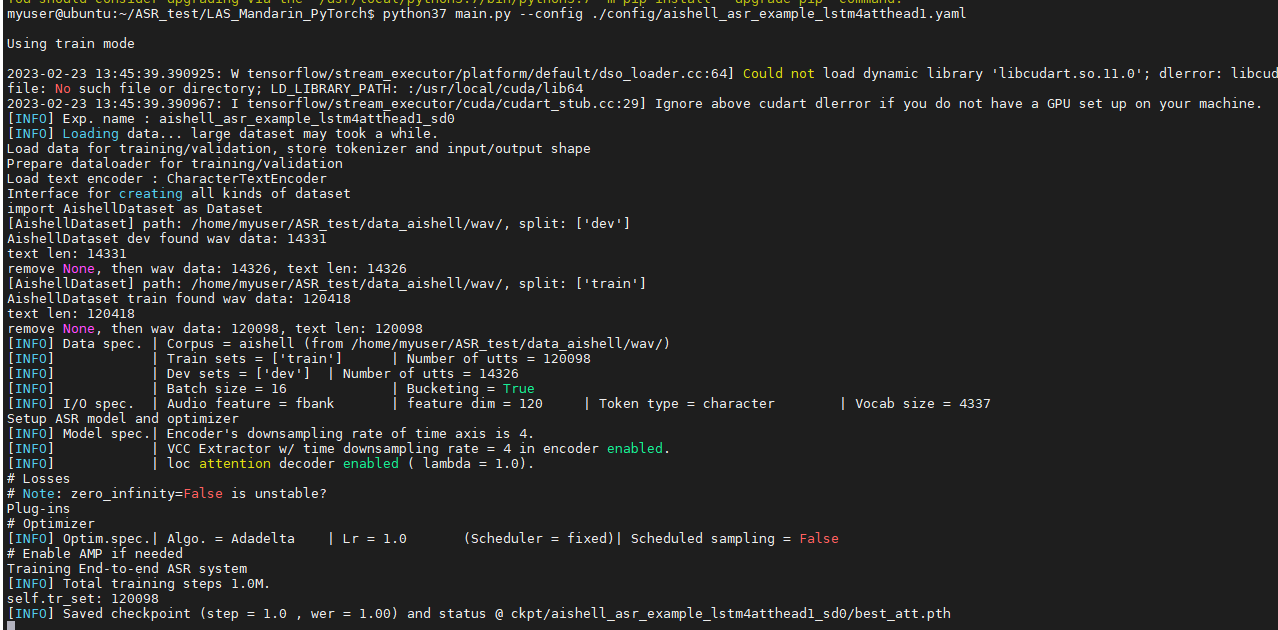 You should consider upgrading via the '/usr/local/python3.7/bin/python3.7 -m pip install --upgrade pip' command.
myuser@ubuntu:~/ASR_test/LAS_Mandarin_PyTorch$ python37 main.py --config ./config/aishell_asr_example_lstm4atthead1.yaml
Using train mode
2023-02-23 13:45:39.390925: W tensorflow/stream_executor/platform/default/dso_loader.cc:64] Could not load dynamic library 'libcudart.so.11.0'; dlerror: libcud
file: No such file or directory; LD_LIBRARY_PATH: :/usr/local/cuda/lib64
2023-02-23 13:45:39.390967: I tensorflow/stream_executor/cuda/cudart_stub.cc:29] Ignore above cudart dlerror if you do not have a GPU set up on your machine.
[INFO] Exp. name : aishell_asr_example_lstm4atthead1_sd0
[INFO] Loading data... large dataset may took a while.
Load data for training/validation, store tokenizer and input/output shape
Prepare dataloader for training/validation
Load text encoder : CharacterTextEncoder
Interface for creating all kinds of dataset
import AishellDataset as Dataset
[AishellDataset] path: /home/myuser/ASR_test/data_aishell/wav/, split: ['dev']
AishellDataset dev found wav data: 14331
text len: 14331
remove None, then wav data: 14326, text len: 14326
[AishellDataset] path: /home/myuser/ASR_test/data_aishell/wav/, split: ['train']
AishellDataset train found wav data: 120418
text len: 120418
remove None, then wav data: 120098, text len: 120098
[INFO] Data spec. | Corpus = aishell (from /home/myuser/ASR_test/data_aishell/wav/)
[INFO]            | Train sets = ['train']      | Number of utts = 120098
[INFO]            | Dev sets = ['dev']  | Number of utts = 14326
[INFO]            | Batch size = 16             | Bucketing = True
[INFO] I/O spec.  | Audio feature = fbank       | feature dim = 120     | Token type = character        | Vocab size = 4337
Setup ASR model and optimizer
[INFO] Model spec.| Encoder's downsampling rate of time axis is 4.
[INFO]            | VCC Extractor w/ time downsampling rate = 4 in encoder enabled.
[INFO]            | loc attention decoder enabled ( lambda = 1.0).
# Losses
# Note: zero_infinity=False is unstable?
Plug-ins
# Optimizer
[INFO] Optim.spec.| Algo. = Adadelta    | Lr = 1.0       (Scheduler = fixed)| Scheduled sampling = False
# Enable AMP if needed
Training End-to-end ASR system
[INFO] Total training steps 1.0M.
self.tr_set: 120098
[INFO] Saved checkpoint (step = 1.0 , wer = 1.00) and status @ ckpt/aishell_asr_example_lstm4atthead1_sd0/best_att.pth